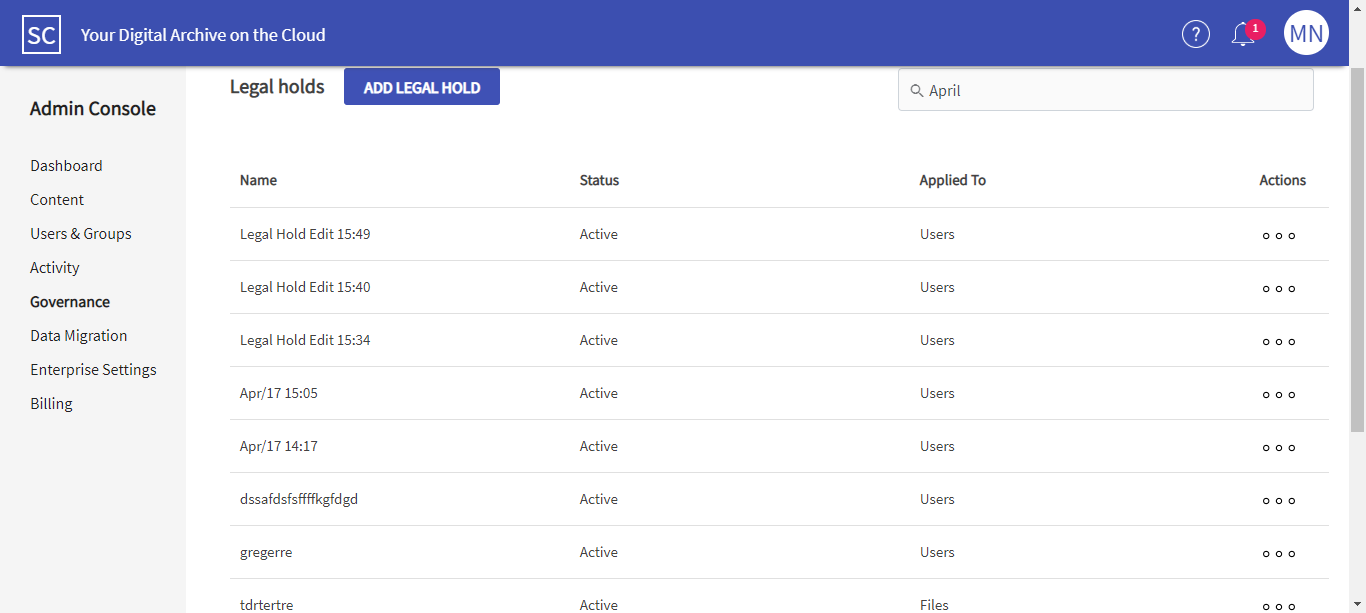 SC Your Digital Archive on the Cloud ? 1 MN
Legal holds ADD LEGAL HOLD April
Admin Console
Dashboard
Content
Users & Groups
Activity
Governance
Data Migration
Enterprise Settings
Billing
Name Status Applied To Actions
Legal Hold Edit 15:49 Active Users
Legal Hold Edit 15:40 Active Users
Legal Hold Edit 15:34 Active Users
Apr/17 15:05 Active Users
Apr/17 14:17 Active Users
dssafdsfsffffkgfdgd Active Users
gregerre Active Users
tdrtertre Active Files